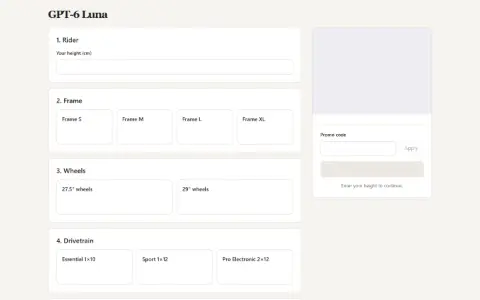 GPT-6 Luna
1. Rider
Your height (cm)
2. Frame
Frame S
Frame M
Frame L
Frame XL
3. Wheels
27.5" wheels
29" wheels
4. Drivetrain
Essential 1×10
Sport 1×12
Pro Electronic 2×12
Promo code
Apply
Enter your height to continue.